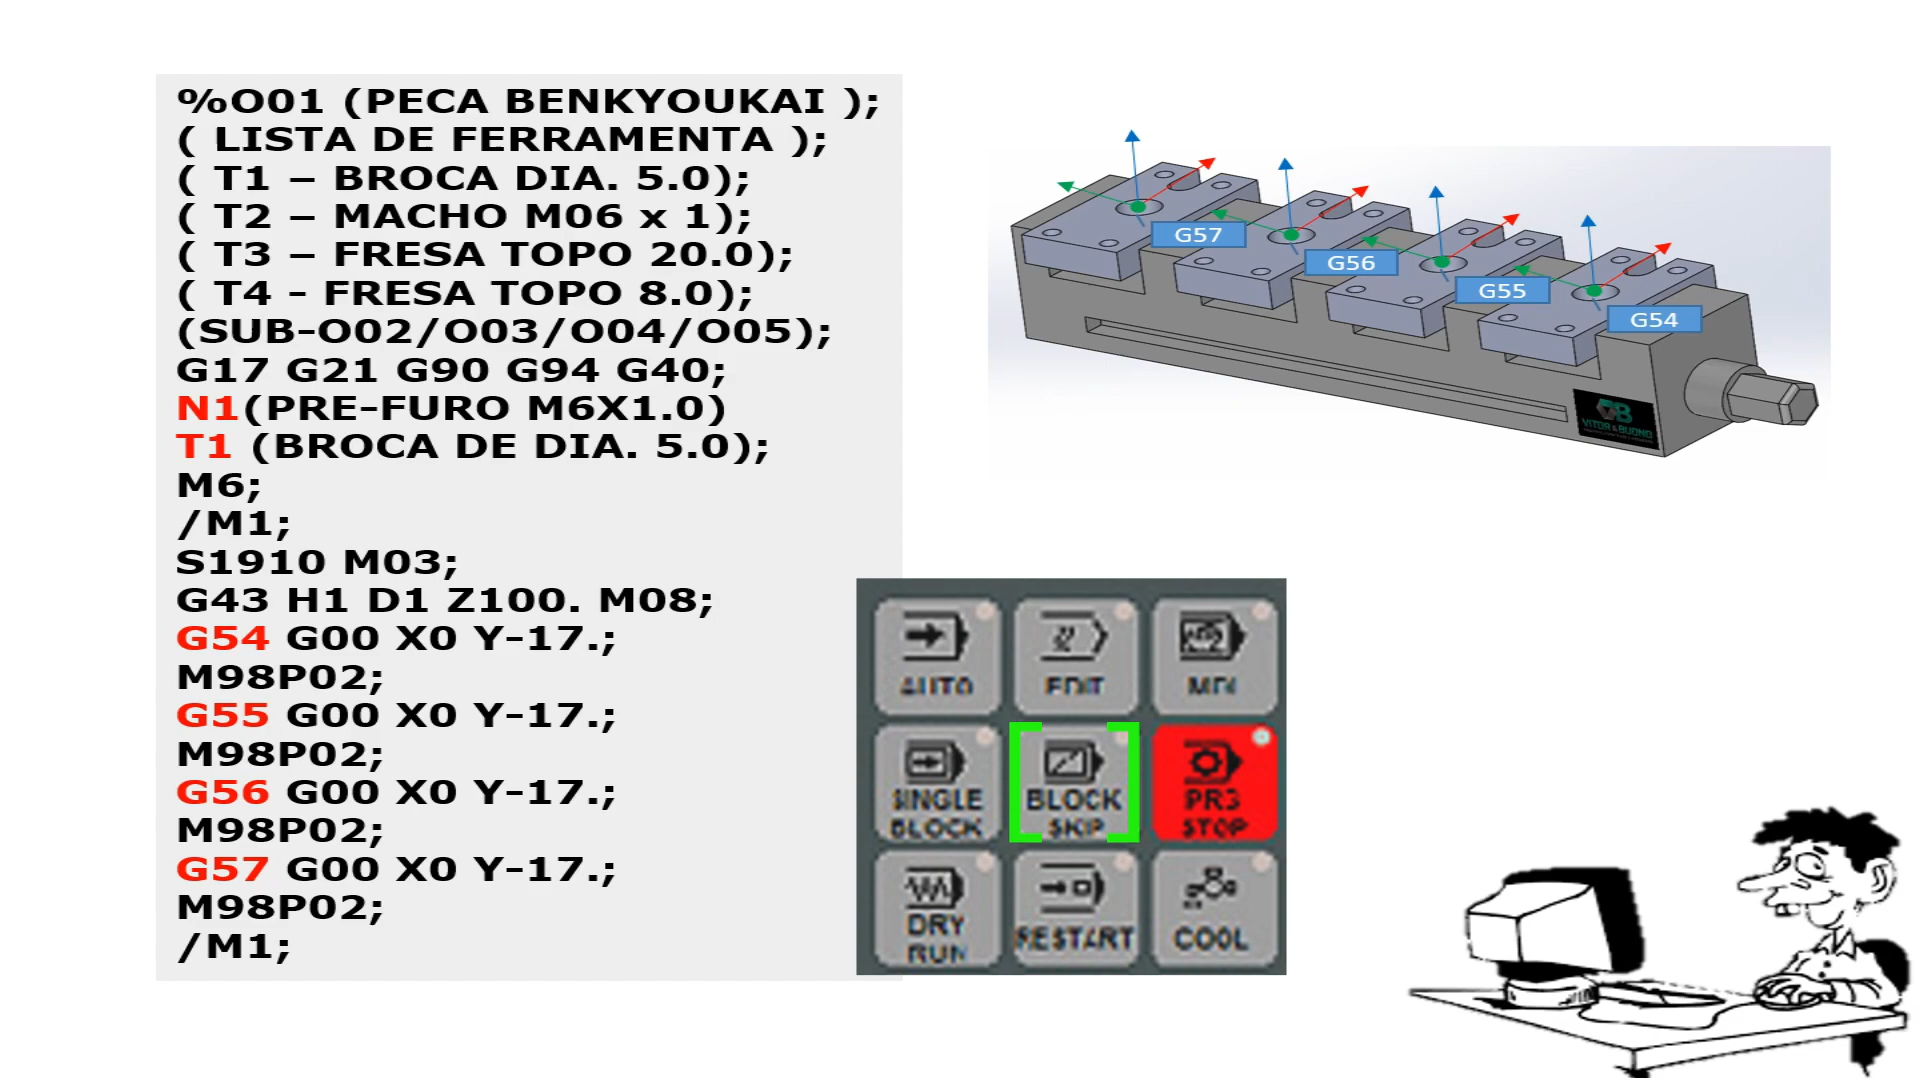 %O01 (PECA BENKYOUKAI );
( LISTA DE FERRAMENTA );
( T1 – BROCA DIA. 5.0);
( T2 – MACHO M06 x 1);
( T3 – FRESA TOPO 20.0);
( T4 - FRESA TOPO 8.0);
(SUB-O02/O03/O04/O05);
G17 G21 G90 G94 G40;
N1(PRE-FURO M6X1.0)
T1 (BROCA DE DIA. 5.0);
M6;
/M1;
S1910 M03;
G43 H1 D1 Z100. M08;
G54 G00 X0 Y-17.;
M98P02;
G55 G00 X0 Y-17.;
M98P02;
G56 G00 X0 Y-17.;
M98P02;
G57 G00 X0 Y-17.;
M98P02;
/M1;
G57
G56
G55
G54
VITOR & BUONO
AUTO
EDIT
MDI
SINGLE
BLOCK
BLOCK
SKIP
PRG
STOP
DRY
RUN
RESTART
COOL